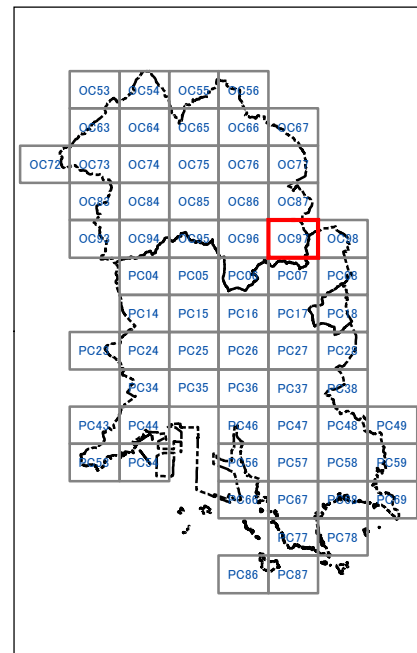 OC53 OC54 OC55 OC56
OC63 OC64 OC65 OC66 OC67
OC72 OC73 OC74 OC75 OC76 OC77
OC83 OC84 OC85 OC86 OC87
OC93 OC94 OC95 OC96 OC97 OC98
PC04 PC05 PC06 PC07 PC08
PC14 PC15 PC16 PC17 PC18
PC23 PC24 PC25 PC26 PC27 PC28
PC34 PC35 PC36 PC37 PC38
PC43 PC44 PC46 PC47 PC48 PC49
PC53 PC54 PC56 PC57 PC58 PC59
PC66 PC67 PC68 PC69
PC77 PC78
PC86 PC87